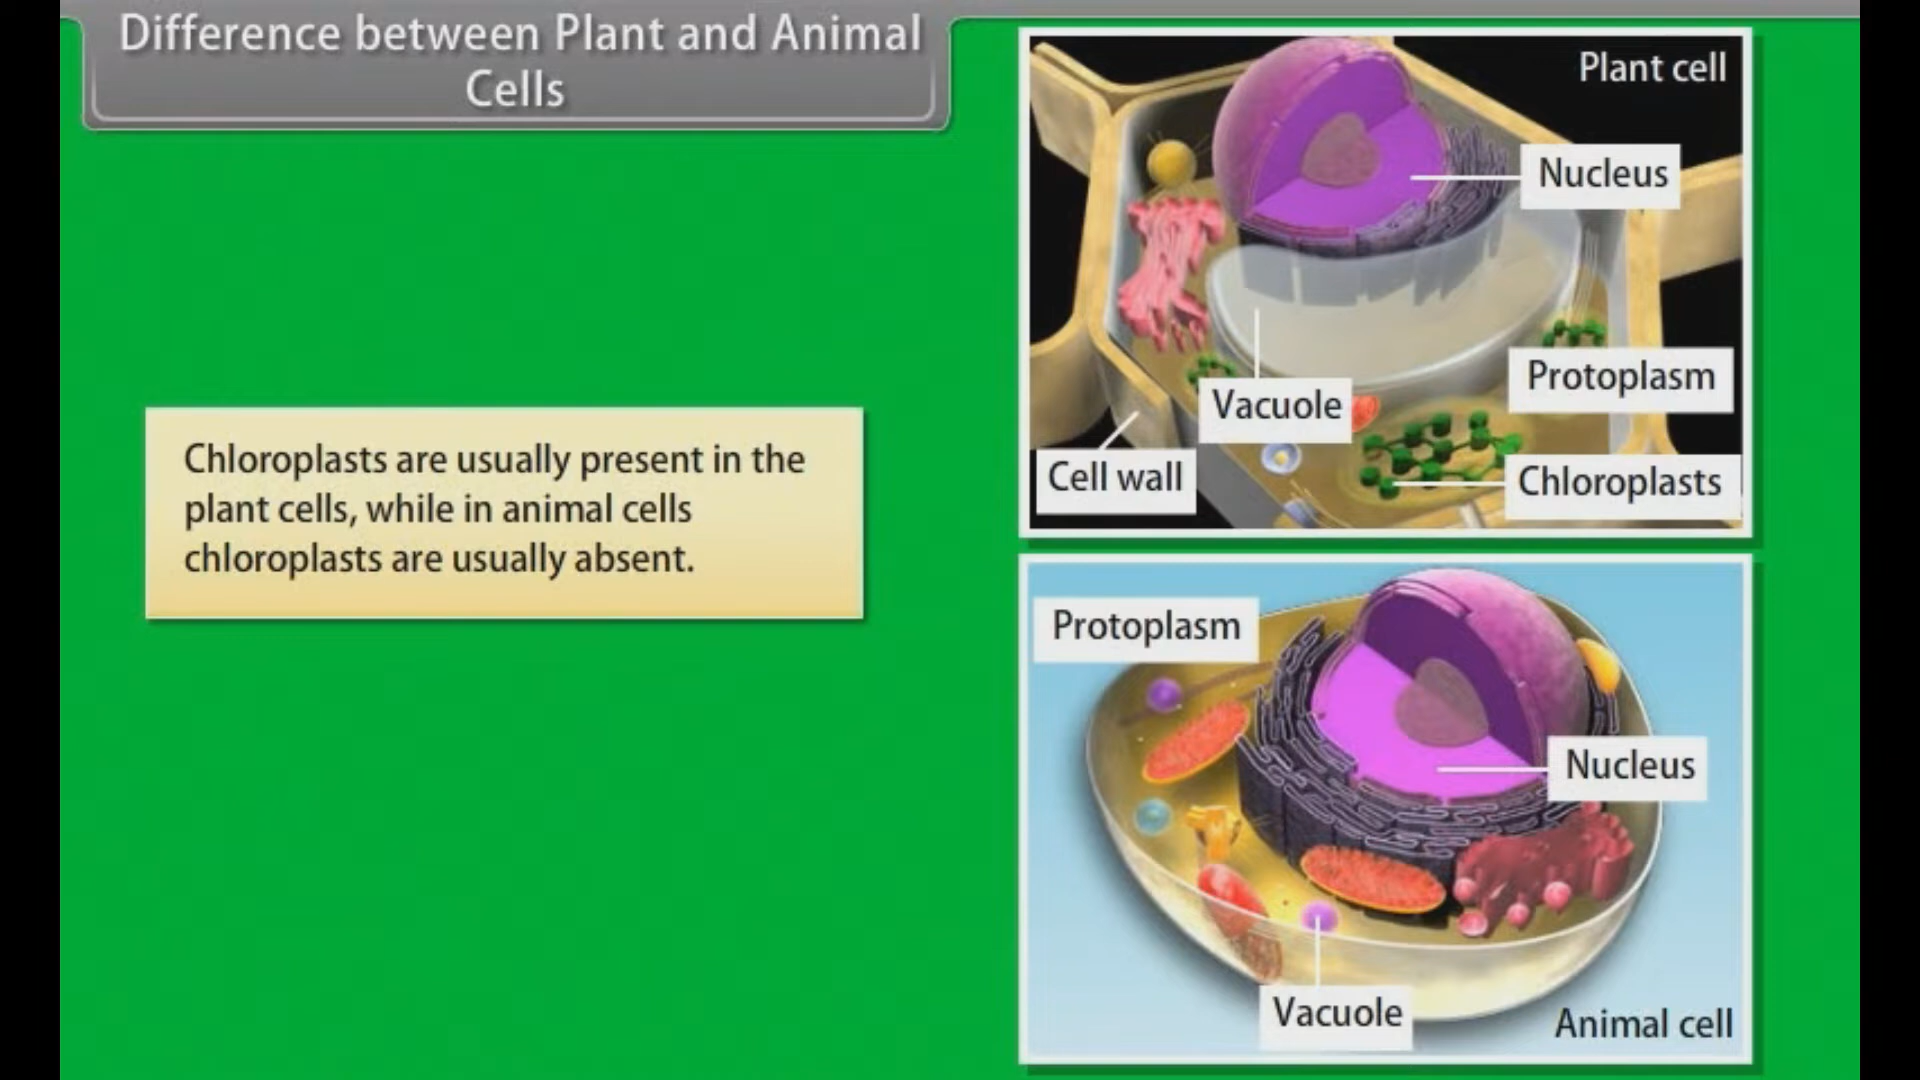 Difference between Plant and Animal
Cells
Chloroplasts are usually present in the
plant cells, while in animal cells
chloroplasts are usually absent.
Plant cell
Nucleus
Protoplasm
Vacuole
Cell wall
Chloroplasts
Protoplasm
Nucleus
Vacuole
Animal cell